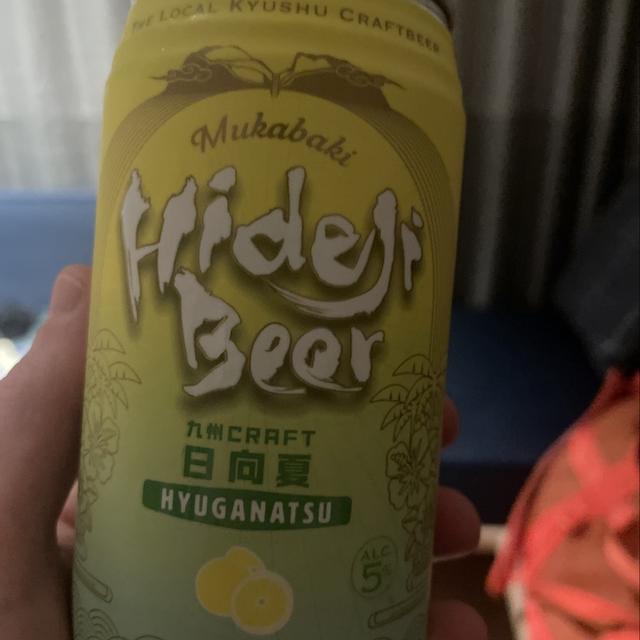 THE LOCAL KYUSHU CRAFTBEER
Mukabaki
Hideji
Beer
九州CRAFT
日向夏
HYUGANATSU
ALC
5%